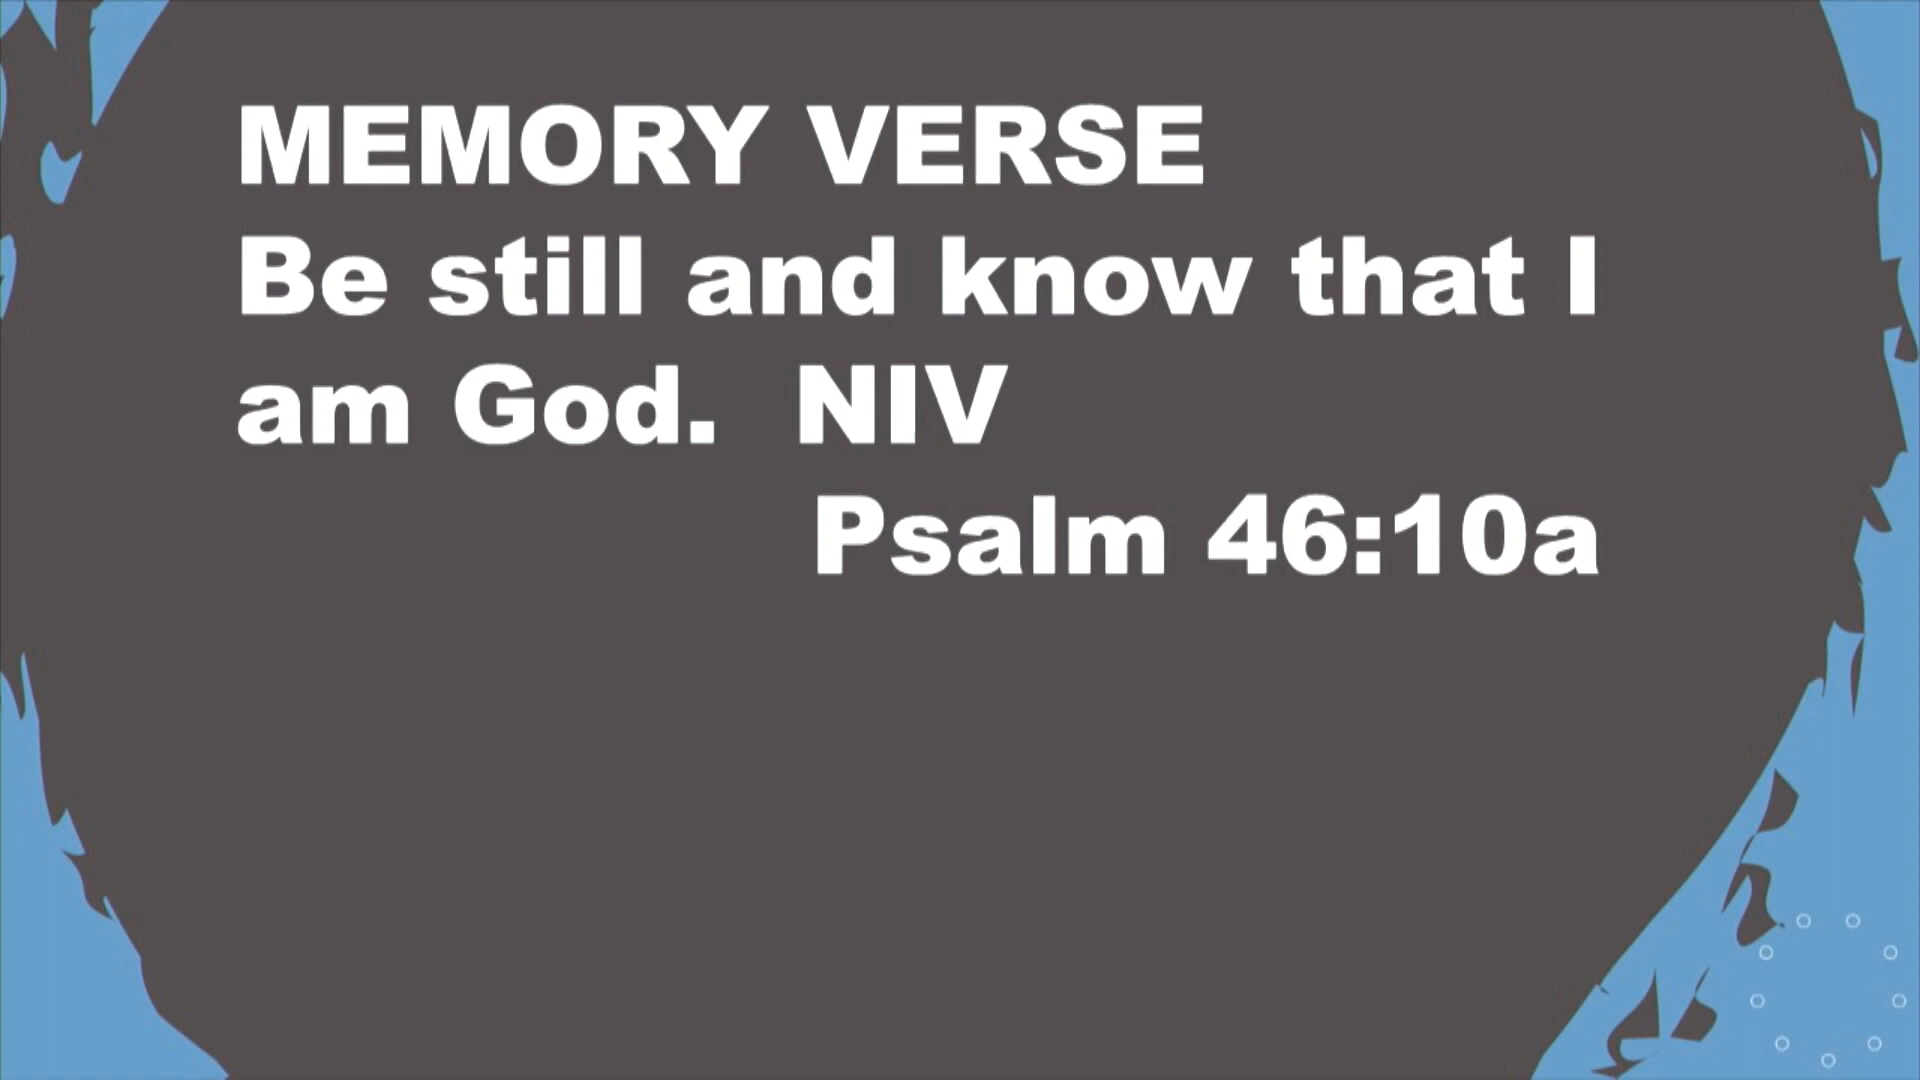 MEMORY VERSE
Be still and know that I
am God.  NIV
Psalm 46:10a